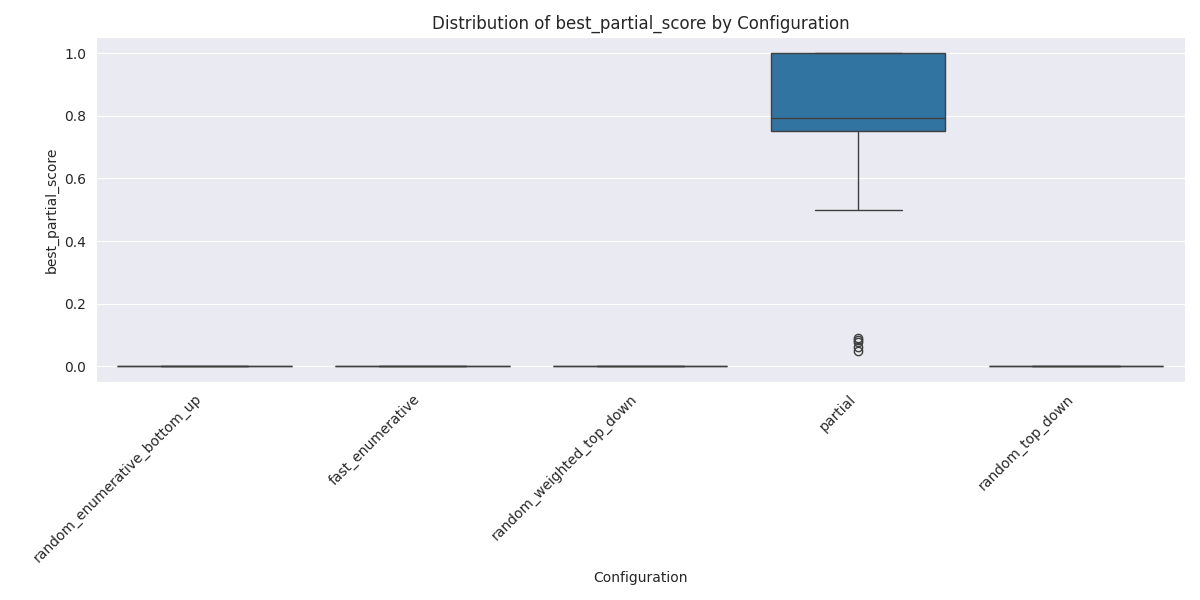 Distribution of best_partial_score by Configuration
best_partial_score
1.0
0.8
0.6
0.4
0.2
0.0
random_enumerative_bottom_up
fast_enumerative
random_weighted_top_down
partial
random_top_down
Configuration